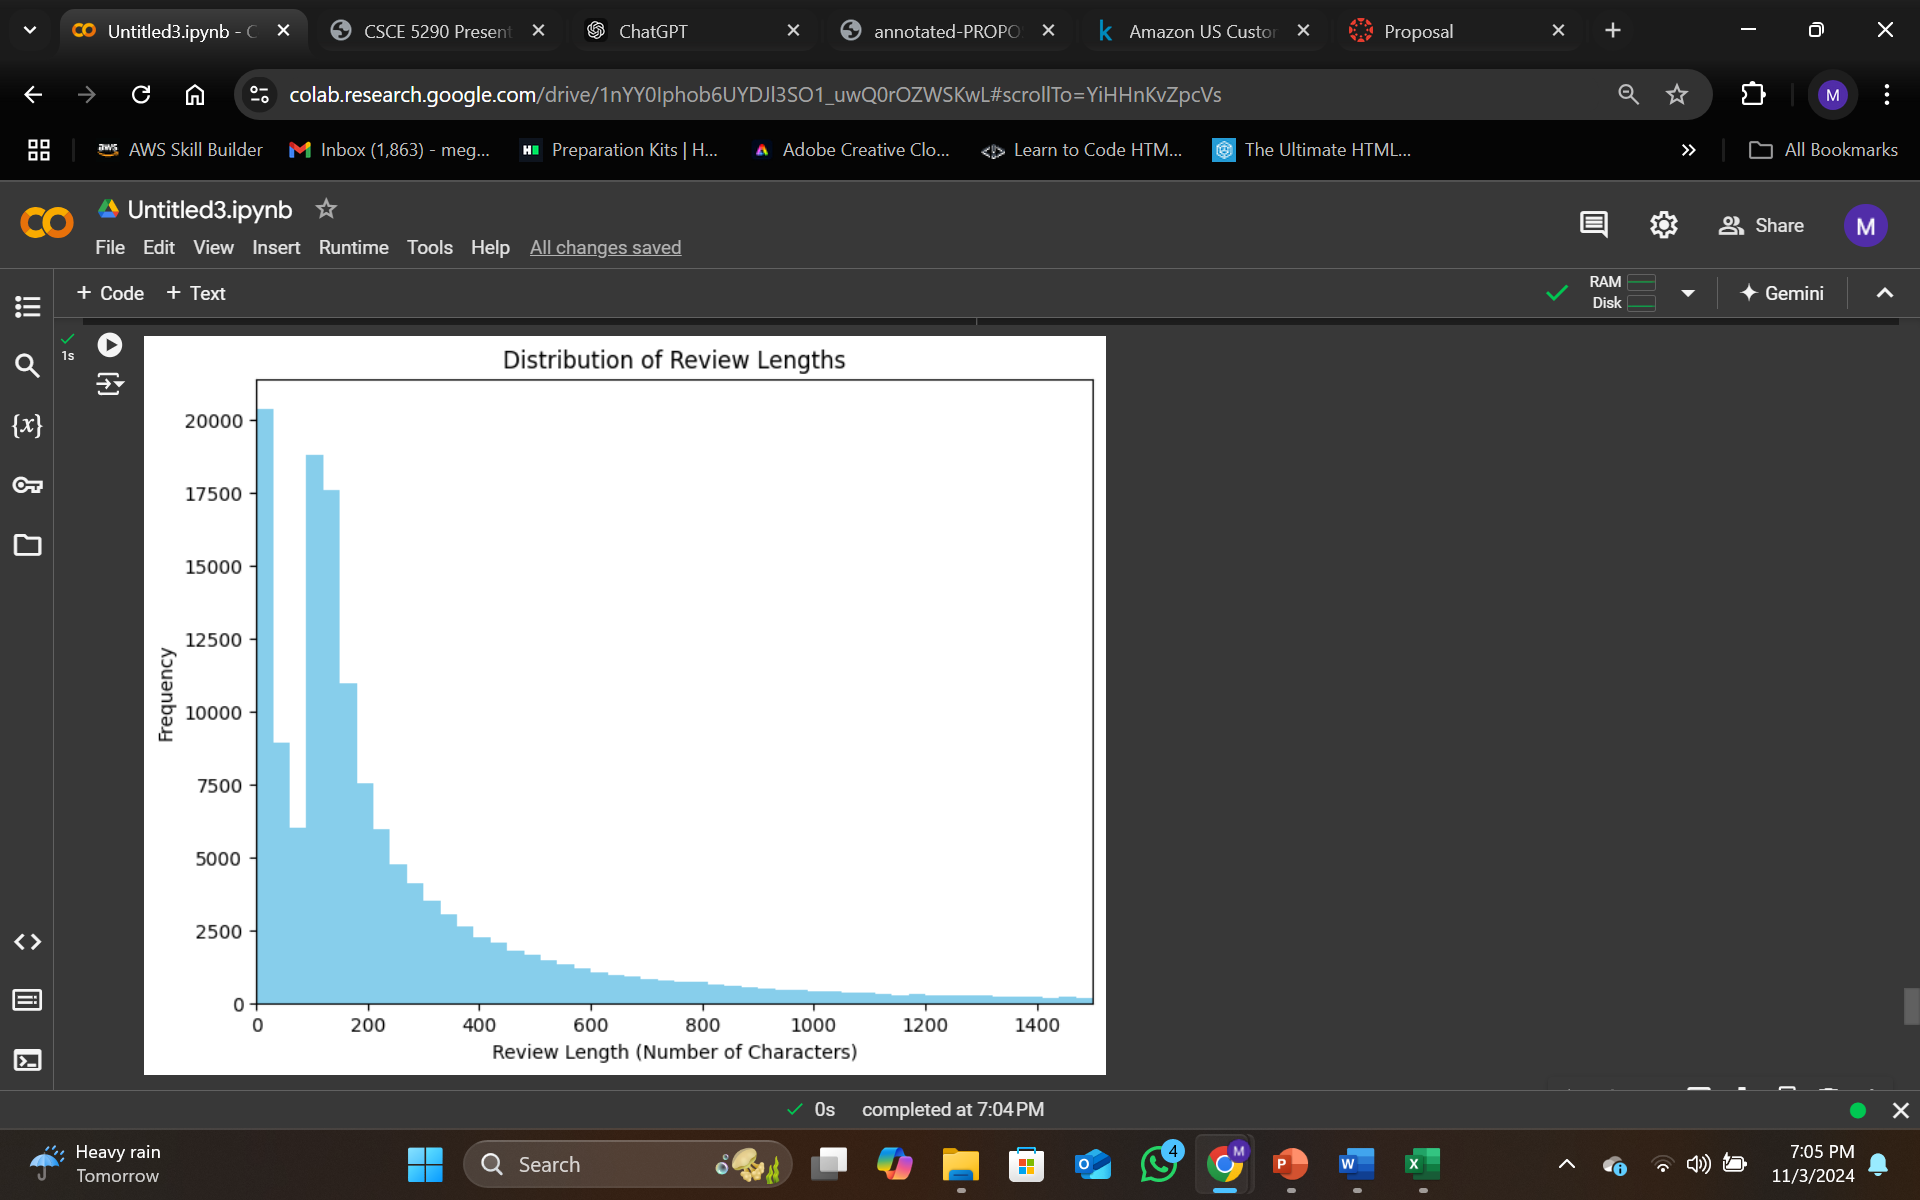 Untitled3.ipynb - C
CSCE 5290 Present
ChatGPT
annotated-PROPO
Amazon US Custo
Proposal
colab.research.google.com/drive/1nYY0Iphob6UYDJl3SO1_uwQ0rOZWSKwL#scrollTo=YiHHnKvZpcVs
M
AWS Skill Builder
Inbox (1,863) - meg...
Preparation Kits | H...
Adobe Creative Clo...
Learn to Code HTM...
The Ultimate HTML...
All Bookmarks
Untitled3.ipynb
File Edit View Insert Runtime Tools Help All changes saved
Share
M
+ Code + Text
RAM
Disk
Gemini
1s
{x}
Distribution of Review Lengths
20000
17500
15000
12500
10000
7500
5000
2500
0
Frequency
0 200 400 600 800 1000 1200 1400
Review Length (Number of Characters)
0s completed at 7:04 PM
Heavy rain
Tomorrow
Search
4
M
7:05 PM
11/3/2024